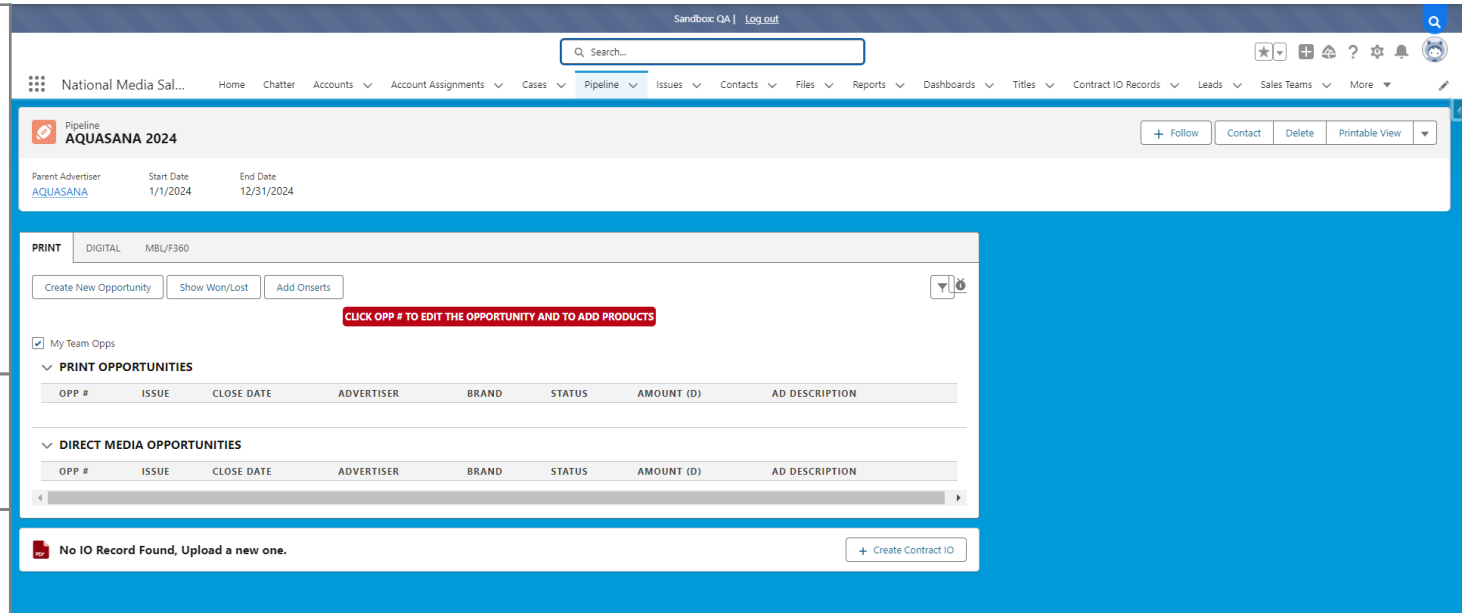 Sandbox: QA | Log out
Search...
National Media Sal... Home Chatter Accounts Account Assignments Cases Pipeline Issues Contacts Files Reports Dashboards Titles Contract IO Records Leads Sales Teams More
Pipeline
AQUASANA 2024
+ Follow Contact Delete Printable View
Parent Advertiser Start Date End Date
AQUASANA 1/1/2024 12/31/2024
PRINT DIGITAL MBL/F360
Create New Opportunity Show Won/Lost Add Onserts
CLICK OPP # TO EDIT THE OPPORTUNITY AND TO ADD PRODUCTS
My Team Opps
PRINT OPPORTUNITIES
OPP # ISSUE CLOSE DATE ADVERTISER BRAND STATUS AMOUNT (D) AD DESCRIPTION
DIRECT MEDIA OPPORTUNITIES
OPP # ISSUE CLOSE DATE ADVERTISER BRAND STATUS AMOUNT (D) AD DESCRIPTION
PDF No IO Record Found, Upload a new one. + Create Contract IO